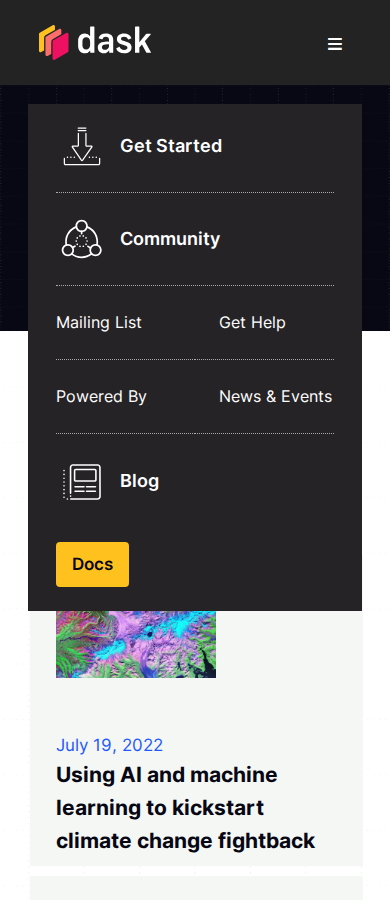 dask
Get Started
Community
Mailing List
Get Help
Powered By
News & Events
Blog
Docs
July 19, 2022
Using AI and machine
learning to kickstart
climate change fightback